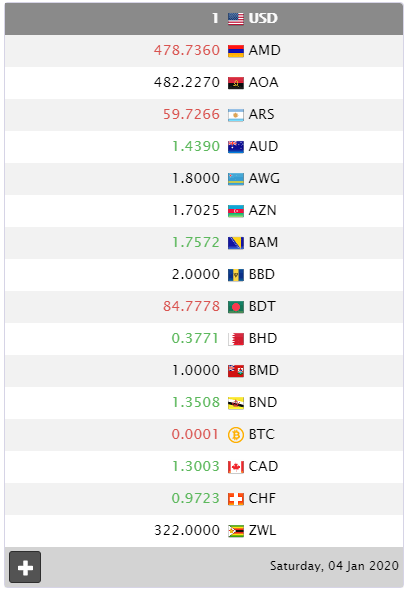 1 USD
478.7360 AMD
482.2270 AOA
59.7266 ARS
1.4390 AUD
1.8000 AWG
1.7025 AZN
1.7572 BAM
2.0000 BBD
84.7778 BDT
0.3771 BHD
1.0000 BMD
1.3508 BND
0.0001 BTC
1.3003 CAD
0.9723 CHF
322.0000 ZWL
Saturday, 04 Jan 2020